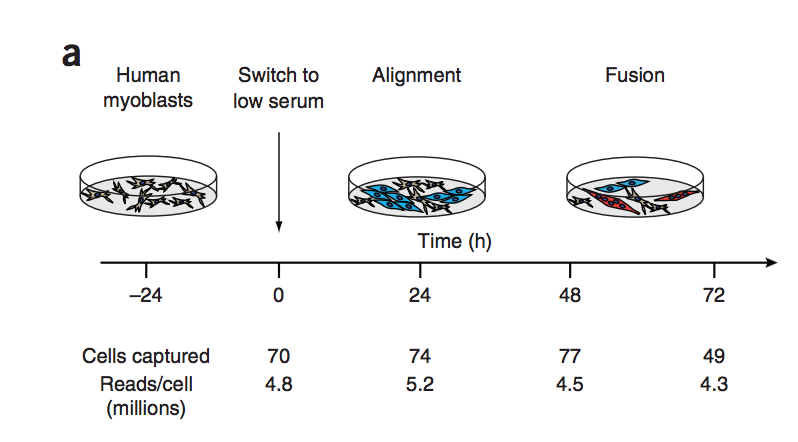 a
Human
myoblasts
Switch to
low serum
Alignment
Fusion
Time (h)
–24 0 24 48 72
Cells captured 70 74 77 49
Reads/cell 4.8 5.2 4.5 4.3
(millions)